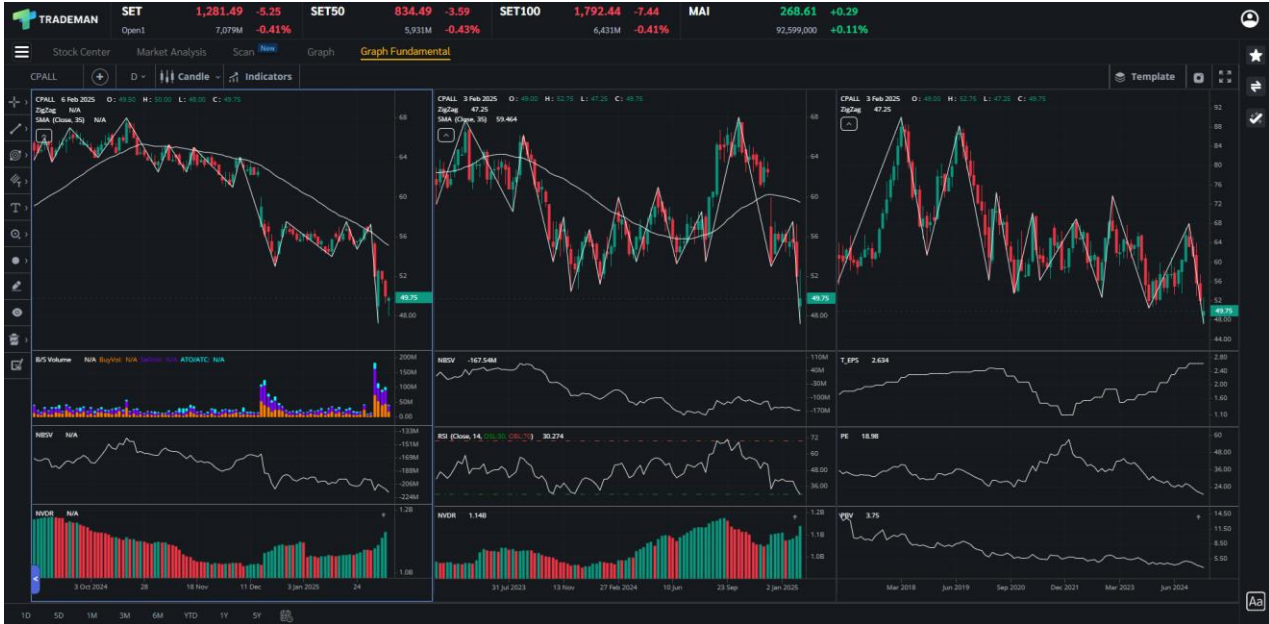 TRADEMAN
SET 1,281.49 -5.25 SET50 834.49 -3.59 SET100 1,792.44 -7.44 MAI 268.61 +0.29
Open1 7,079M -0.41% 5,931M -0.43% 6,431M -0.41% 92,599,000 +0.11%
Stock Center Market Analysis Scan New Graph Graph Fundamental
CPALL D Candle Indicators Template
CPALL 6 Feb 2025 O: 49.50 H: 50.00 L: 48.00 C: 49.75
ZigZag N/A
SMA (Close, 35) N/A
68
64
60
56
52
49.75
48.00
B/S Volume N/A BuyVol: N/A SellVol: N/A ATO/ATC: N/A
200M
150M
100M
50M
0.00
NBSV N/A
-133M
-151M
-169M
-189M
-206M
-224M
NVDR N/A
1.2B
1.0B
3 Oct 2024 28 18 Nov 11 Dec 3 Jan 2025 24
CPALL 3 Feb 2025 O: 49.00 H: 52.75 L: 47.25 C: 49.75
ZigZag 47.25
SMA (Close, 35) 59.464
68
64
60
56
52
49.75
48.00
NBSV -167.54M
110M
40M
-30M
-100M
-170M
RSI (Close, 14, OSL:30, OBL:70) 30.274
72
60
48.00
36.00
NVDR 1.14B
1.2B
1.1B
1.0B
31 Jul 2023 13 Nov 27 Feb 2024 10 Jun 23 Sep 2 Jan 2025
CPALL 3 Feb 2025 O: 49.00 H: 52.75 L: 47.25 C: 49.75
ZigZag 47.25
92
88
84
80
76
72
68
64
60
56
52
49.75
48.00
44.00
T_EPS 2.634
2.80
2.40
2.00
1.60
1.10
PE 18.98
60
48.00
36.00
24.00
PBV 3.75
14.50
11.50
8.50
5.50
Mar 2018 Jun 2019 Sep 2020 Dec 2021 Mar 2023 Jun 2024
1D 5D 1M 3M 6M YTD 1Y 5Y
Aa